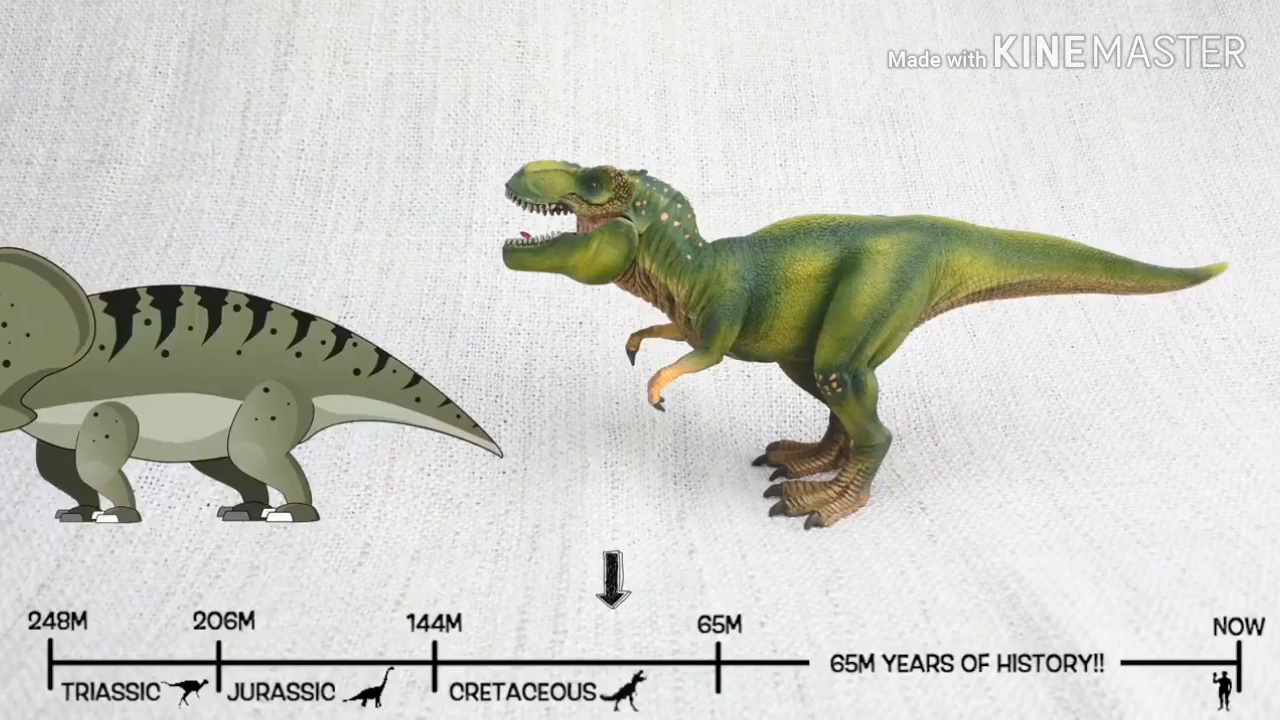 Made with KINEMASTER
248M 206M 144M 65M NOW
65M YEARS OF HISTORY!!
TRIASSIC JURASSIC CRETACEOUS